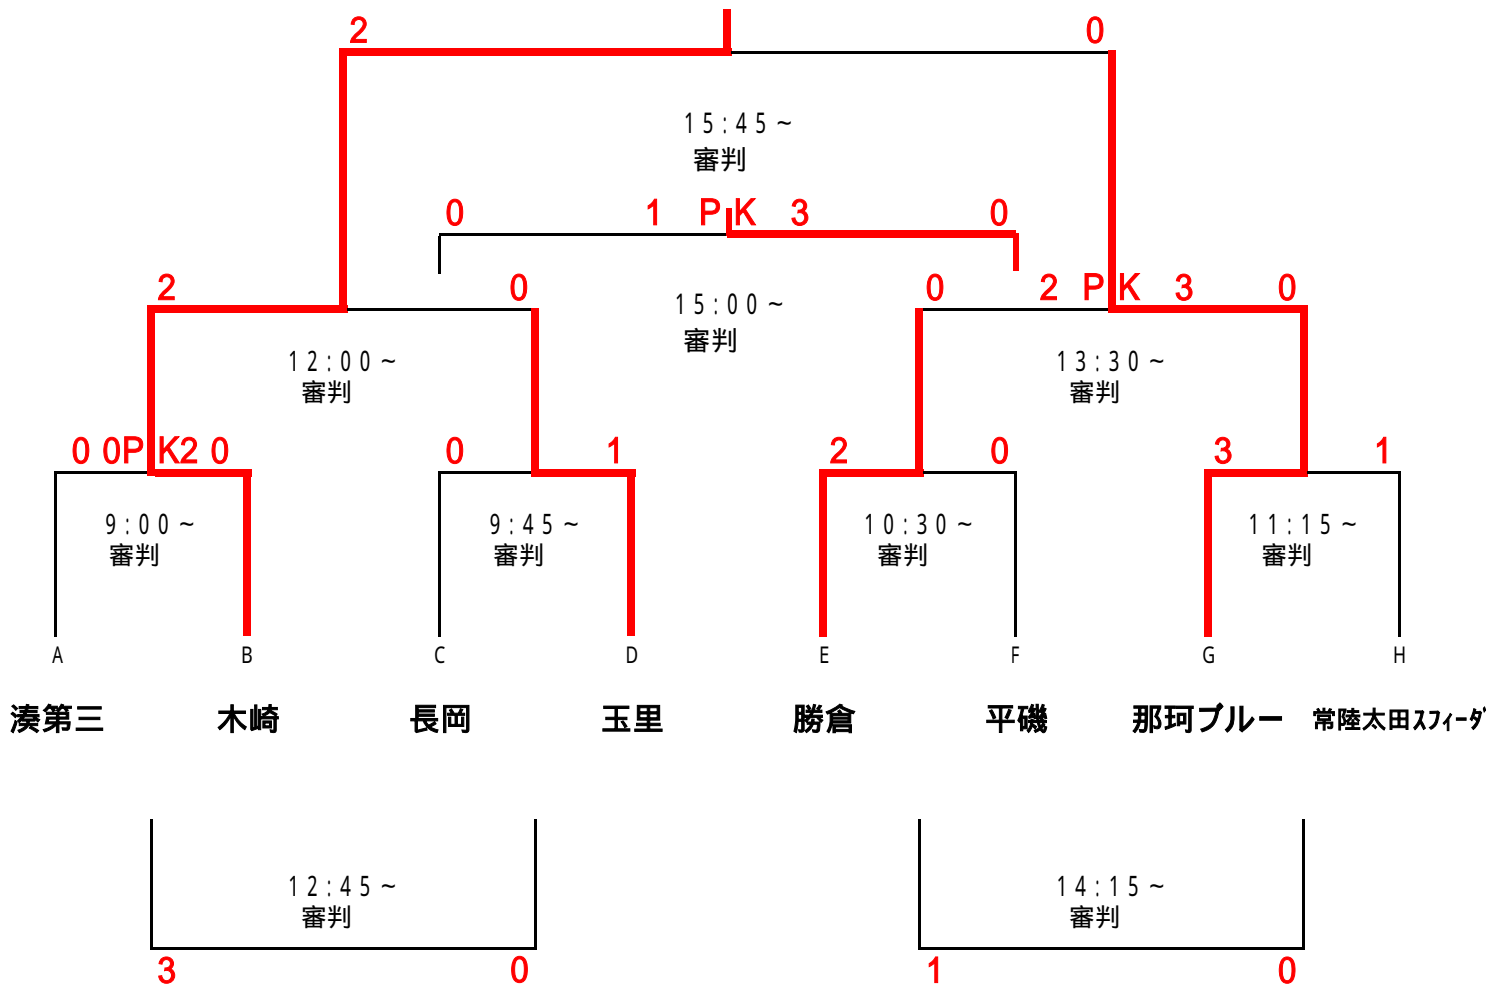 2 0
15:45~
審判
0 1 PK 3 0
2 0 0 2 PK 3 0
15:00~
審判
12:00~ 13:30~
審判 審判
0 0PK2 0 0 1 2 0 3 1
9:00~ 9:45~ 10:30~ 11:15~
審判 審判 審判 審判
A B C D E F G H
湊第三 木崎 長岡 玉里 勝倉 平磯 那珂ブルー 常陸太田スフィーダ
12:45~ 14:15~
審判 審判
3 0 1 0